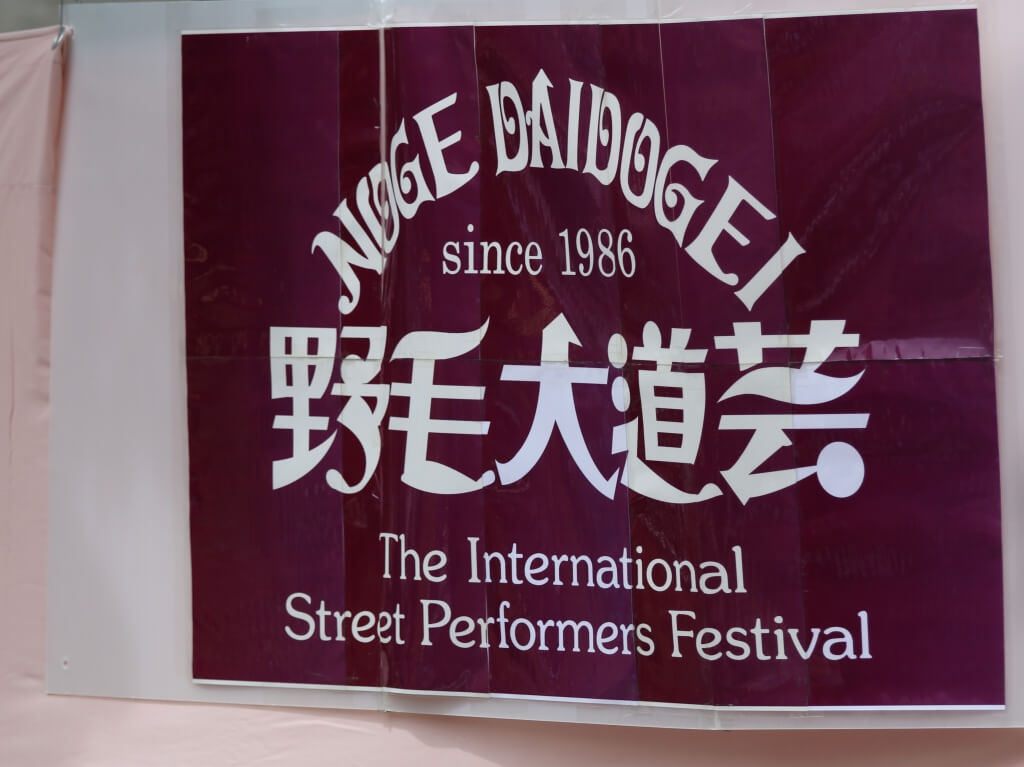 NOGE DAIDOGEI
since 1986
野毛大道芸
The International
Street Performers Festival